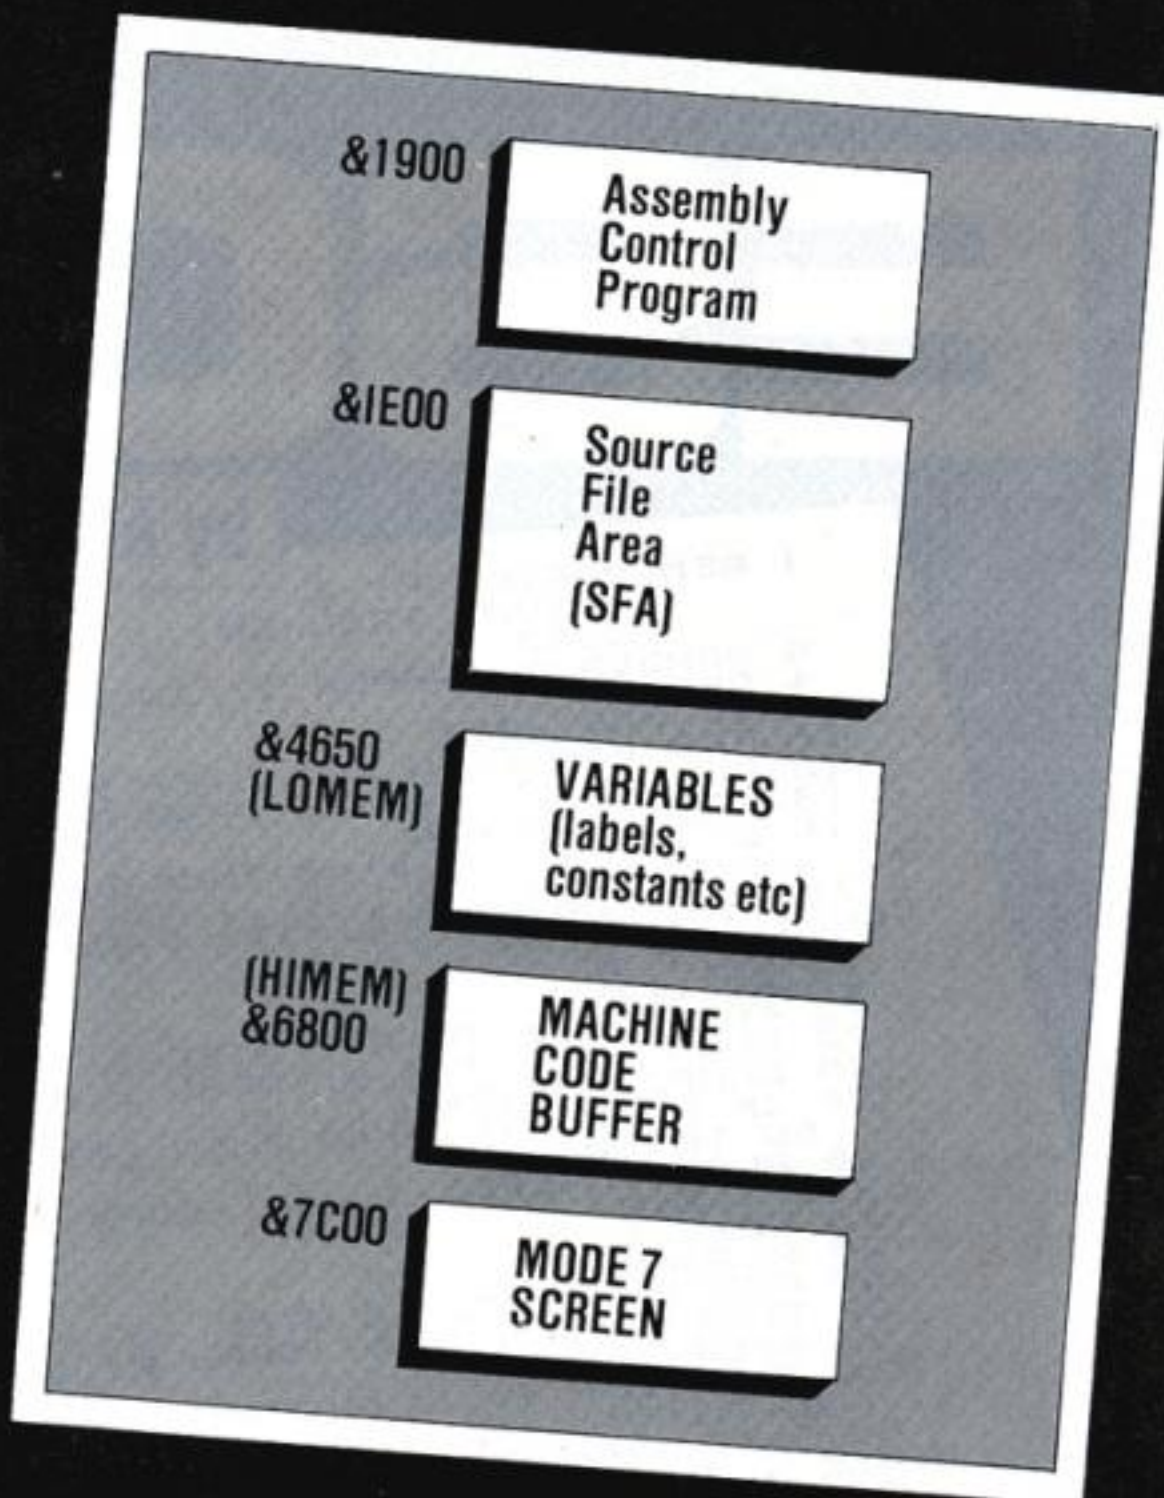 &1900
Assembly
Control
Program
&IE00
Source
File
Area
(SFA)
&4650
(LOMEM)
VARIABLES
(labels,
constants etc)
(HIMEM)
&6800
MACHINE
CODE
BUFFER
&7C00
MODE 7
SCREEN